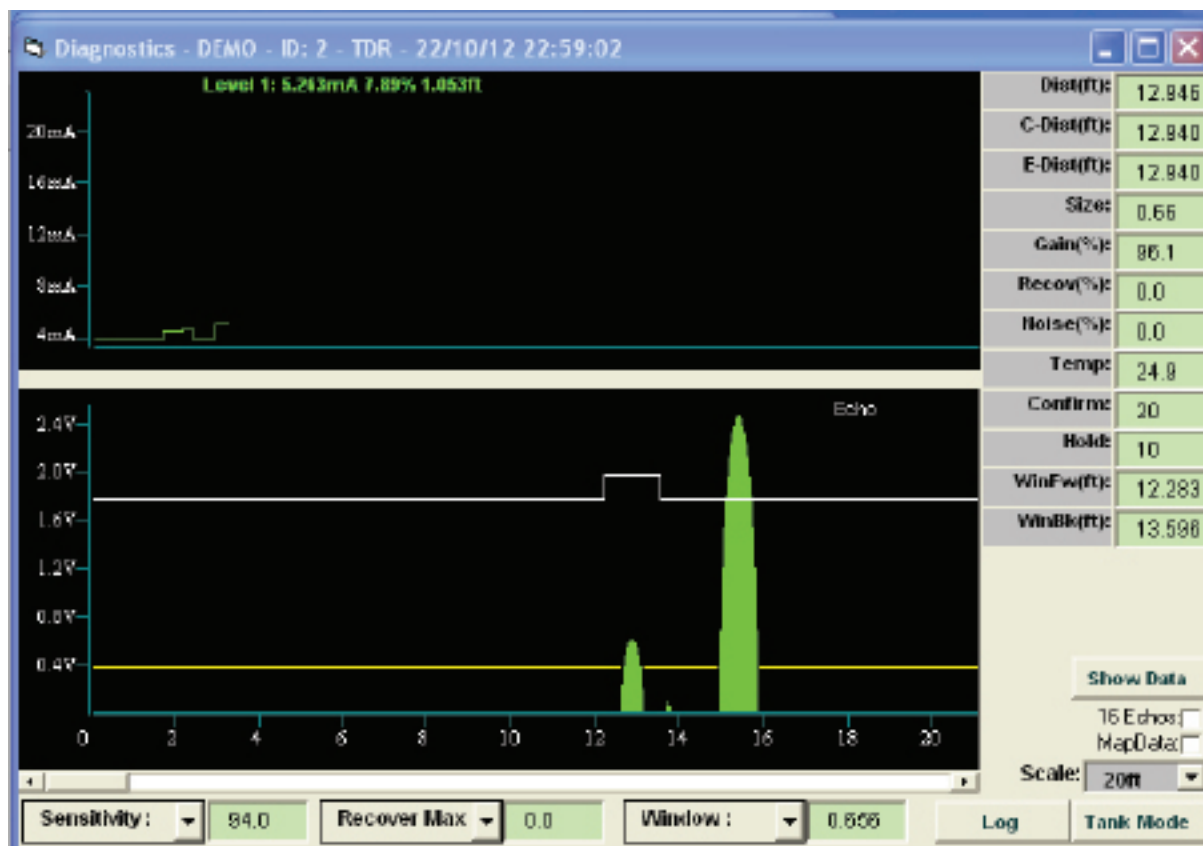 Diagnostics - DEMO - ID: 2 - TDR - 22/10/12 22:59:02
Level 1: 5.263mA 7.89% 1.053ft
20mA
16mA
12mA
8mA
4mA
Dist(ft): 12.946
C-Dist(ft): 12.940
E-Dist(ft): 12.940
Size: 0.66
Gain(%): 96.1
Recov(%): 0.0
Noise(%): 0.0
Temp: 24.9
Confirm: 20
Hold: 10
WinFw(ft): 12.283
WinBk(ft): 13.596
Echo
2.4V
2.0V
1.6V
1.2V
0.8V
0.4V
0 2 4 6 8 10 12 14 16 18 20
Show Data
16 Echos:
MapData:
Scale: 20ft
Sensitivity : 94.0 Recover Max 0.0 Window : 0.656 Log Tank Mode